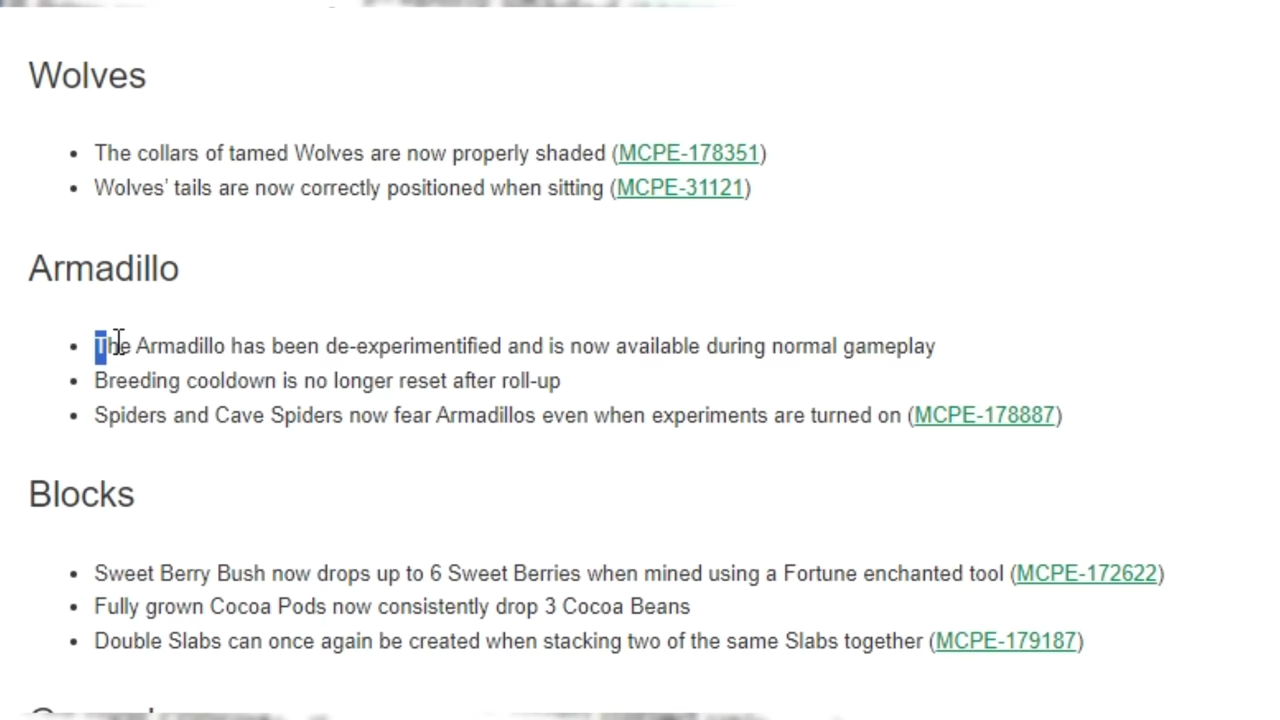 Wolves
The collars of tamed Wolves are now properly shaded (MCPE-178351)
Wolves’ tails are now correctly positioned when sitting (MCPE-31121)
Armadillo
The Armadillo has been de-experimentified and is now available during normal gameplay
Breeding cooldown is no longer reset after roll-up
Spiders and Cave Spiders now fear Armadillos even when experiments are turned on (MCPE-178887)
Blocks
Sweet Berry Bush now drops up to 6 Sweet Berries when mined using a Fortune enchanted tool (MCPE-172622)
Fully grown Cocoa Pods now consistently drop 3 Cocoa Beans
Double Slabs can once again be created when stacking two of the same Slabs together (MCPE-179187)